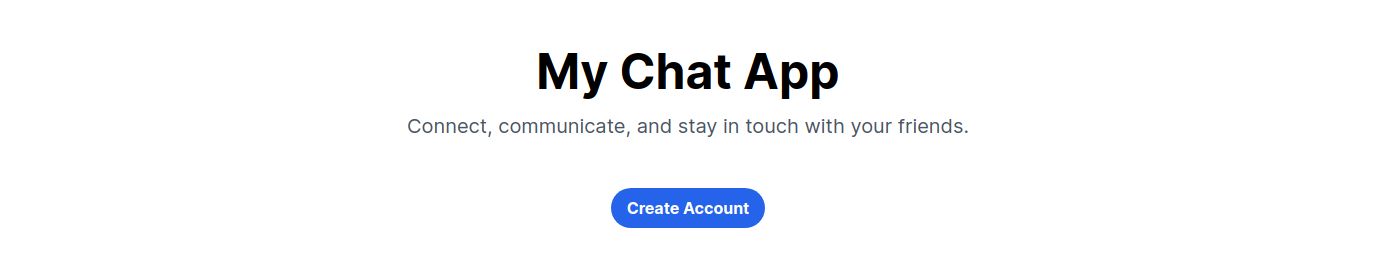 My Chat App
Connect, communicate, and stay in touch with your friends.
Create Account